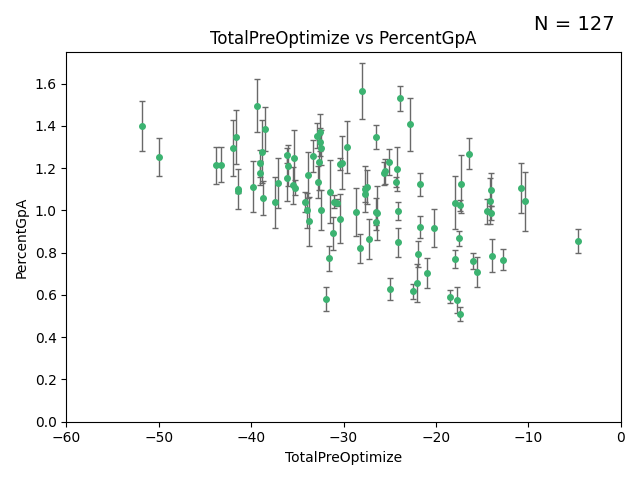 N = 127
TotalPreOptimize vs PercentGpA
PercentGpA
1.6
1.4
1.2
1.0
0.8
0.6
0.4
0.2
0.0
−60 −50 −40 −30 −20 −10 0
TotalPreOptimize